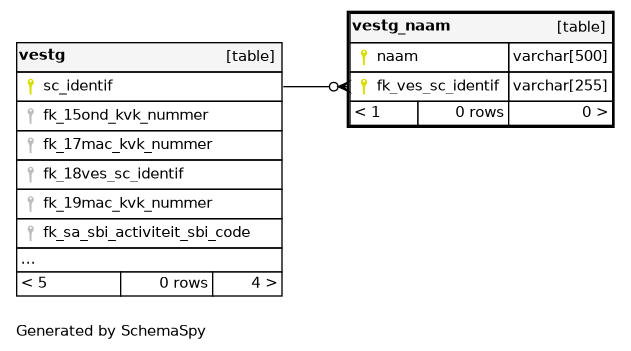 vestg [table]
sc_identif
fk_15ond_kvk_nummer
fk_17mac_kvk_nummer
fk_18ves_sc_identif
fk_19mac_kvk_nummer
fk_sa_sbi_activiteit_sbi_code
...
< 5 0 rows 4 >
vestg_naam [table]
naam varchar[500]
fk_ves_sc_identif varchar[255]
< 1 0 rows 0 >
Generated by SchemaSpy